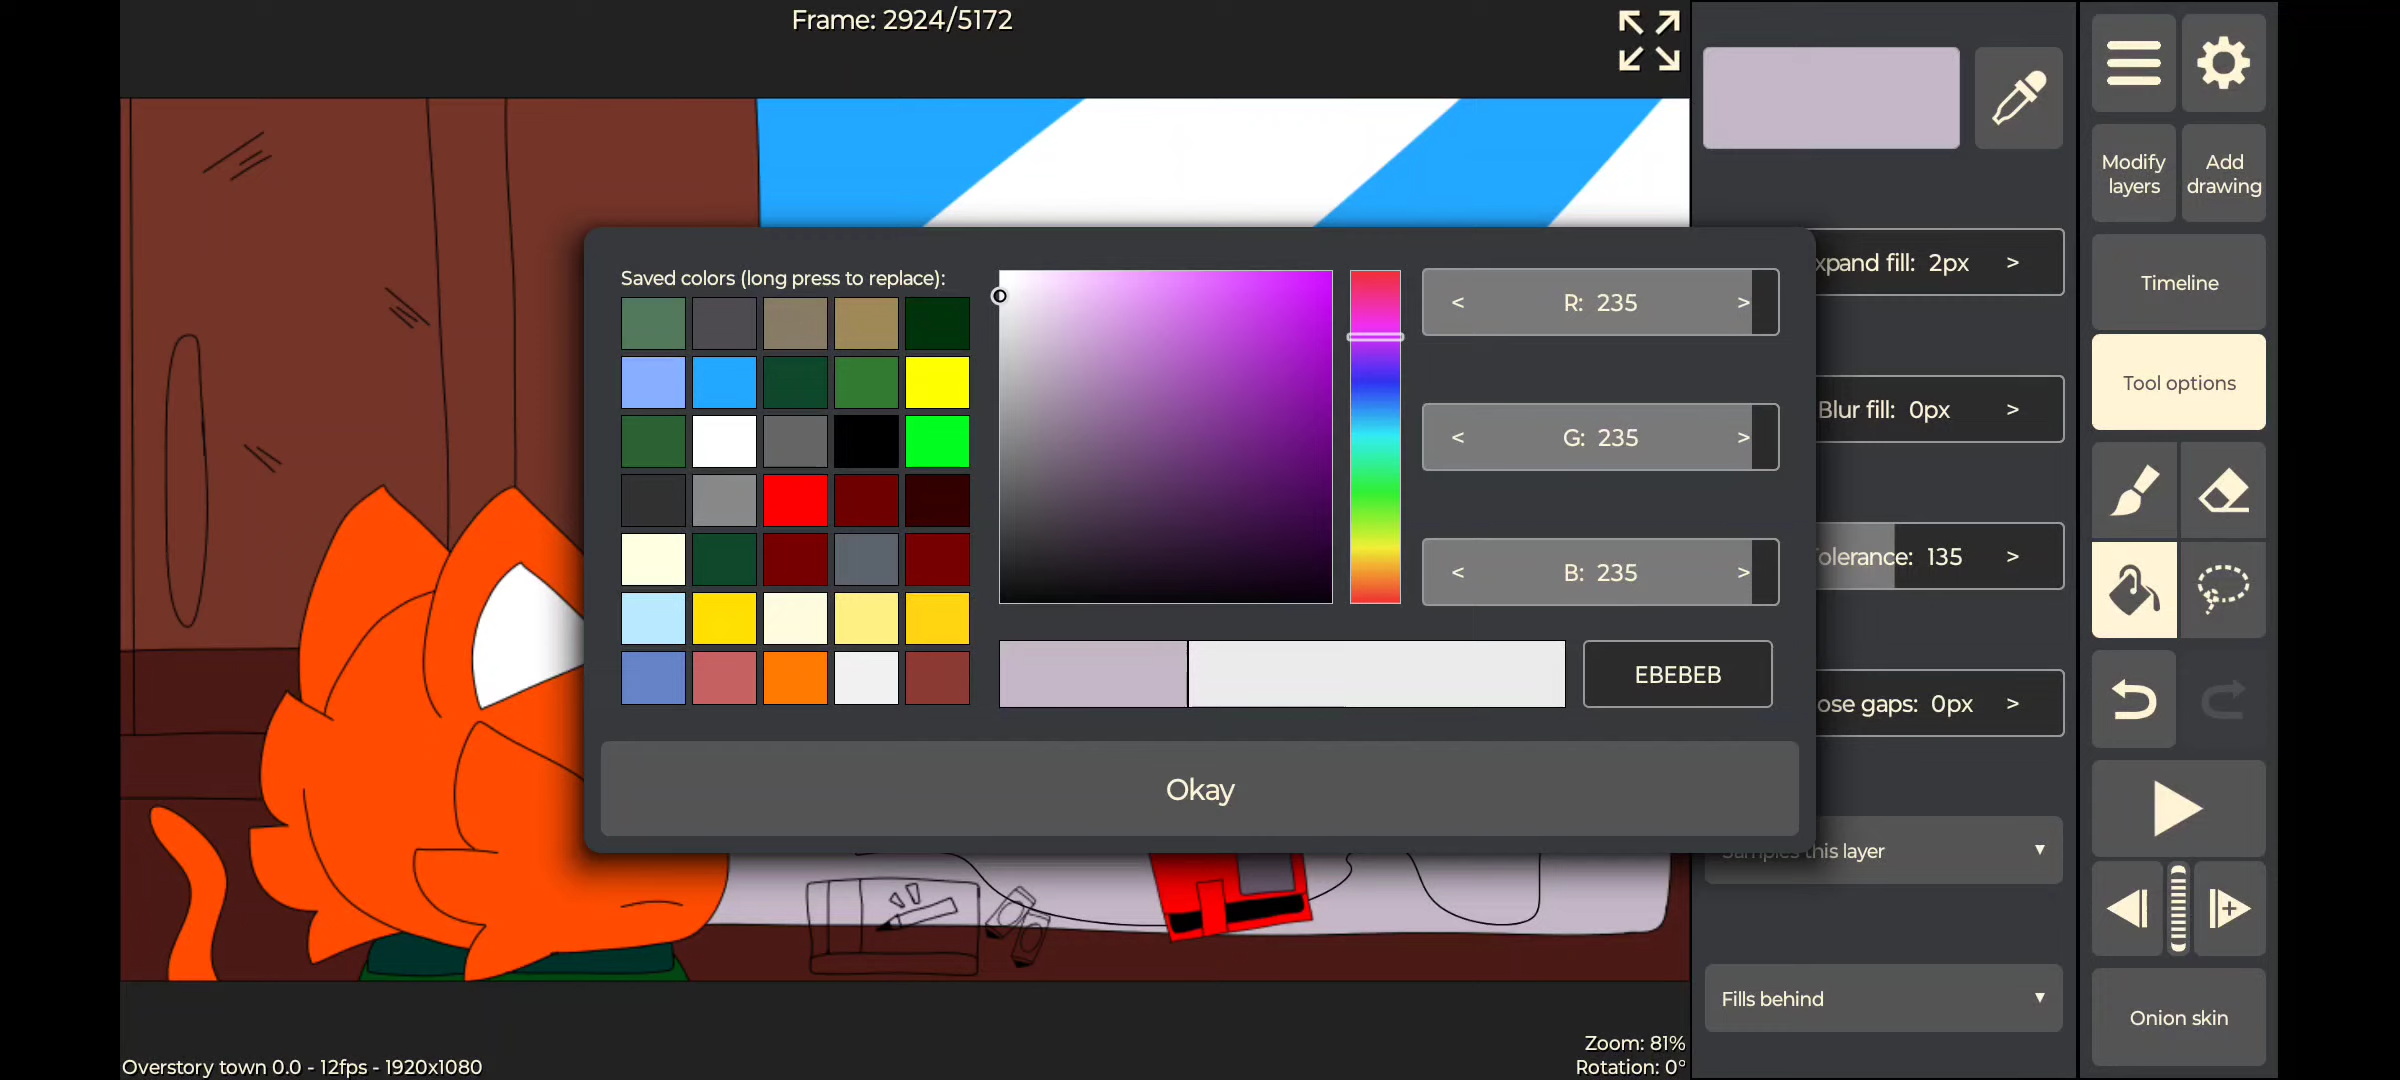 Frame: 2924/5172
Modify
layers
Add
drawing
Saved colors (long press to replace):
< R: 235 >
xpand fill: 2px >
Timeline
Tool options
< G: 235 >
Blur fill: 0px >
< B: 235 >
olerance: 135 >
EBEBEB
ose gaps: 0px >
Okay
Samples this layer
Fills behind
Onion skin
Zoom: 81%
Rotation: 0°
Overstory town 0.0 - 12fps - 1920x1080